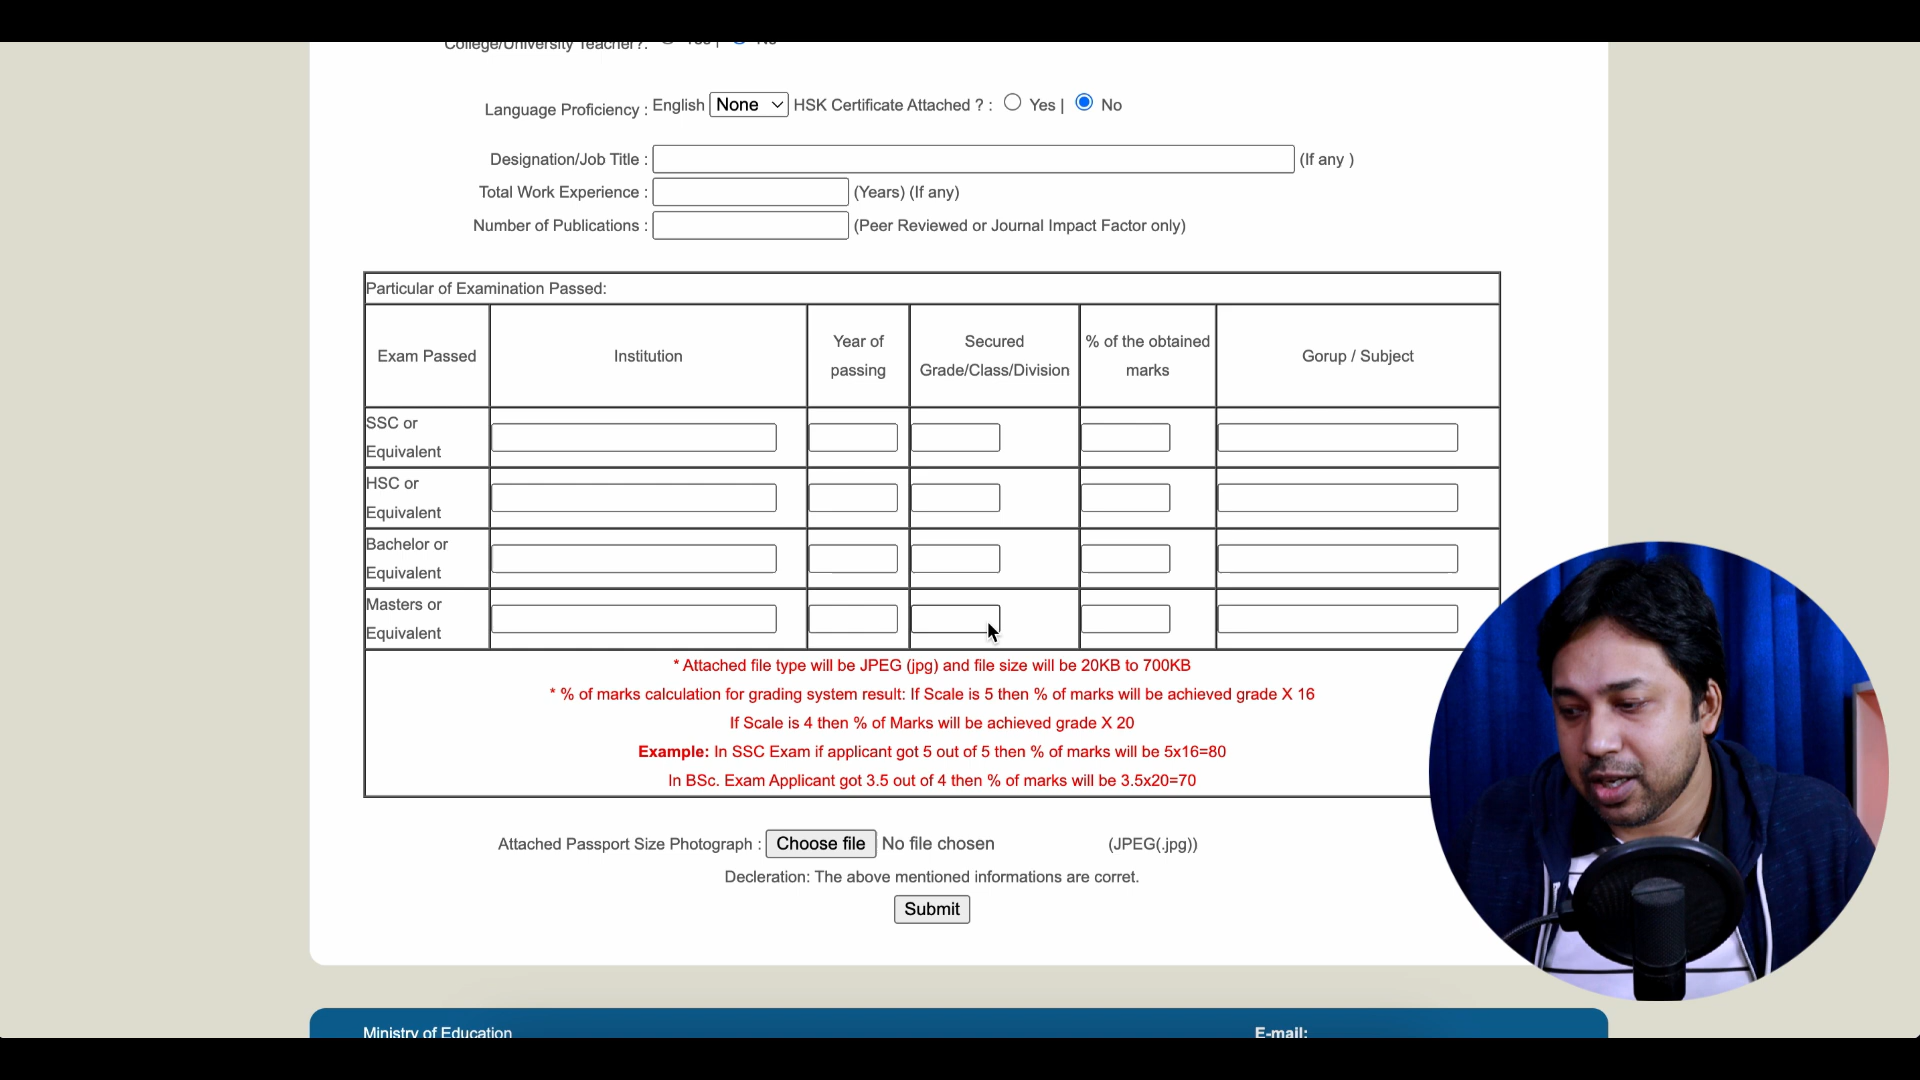 College/University Teacher?: Yes | No
Language Proficiency : English None HSK Certificate Attached ? : Yes | No
Designation/Job Title : (If any )
Total Work Experience : (Years) (If any)
Number of Publications : (Peer Reviewed or Journal Impact Factor only)
Particular of Examination Passed:
Exam Passed
Institution
Year of
passing
Secured
Grade/Class/Division
% of the obtained
marks
Gorup / Subject
SSC or
Equivalent
HSC or
Equivalent
Bachelor or
Equivalent
Masters or
Equivalent
* Attached file type will be JPEG (jpg) and file size will be 20KB to 700KB
* % of marks calculation for grading system result: If Scale is 5 then % of marks will be achieved grade X 16
If Scale is 4 then % of Marks will be achieved grade X 20
Example: In SSC Exam if applicant got 5 out of 5 then % of marks will be 5x16=80
In BSc. Exam Applicant got 3.5 out of 4 then % of marks will be 3.5x20=70
Attached Passport Size Photograph : Choose file No file chosen (JPEG(.jpg))
Decleration: The above mentioned informations are corret.
Submit
Ministry of Education
E-mail: